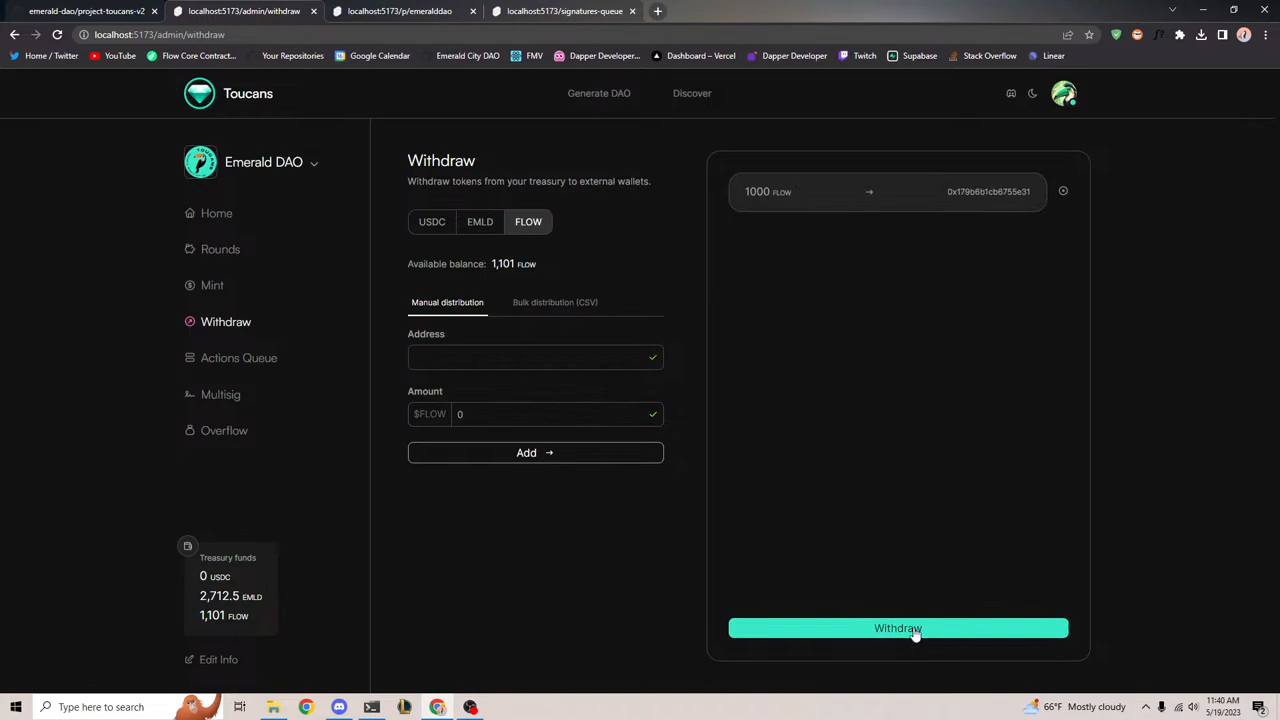 emerald-dao/project-toucans-v2
localhost:5173/admin/withdraw
localhost:5173/p/emeralddao
localhost:5173/signatures-queue
localhost:5173/admin/withdraw
Home / Twitter
YouTube
Flow Core Contract...
Your Repositories
Google Calendar
Emerald City DAO
FMV
Dapper Developer...
Dashboard – Vercel
Dapper Developer...
Twitch
Supabase
Stack Overflow
Linear
Toucans
Generate DAO
Discover
TOUCANS
Emerald DAO
Home
Rounds
Mint
Withdraw
Actions Queue
Multisig
Overflow
Treasury funds
0 USDC
2,712.5 EMLD
1,101 FLOW
Edit Info
Withdraw
Withdraw tokens from your treasury to external wallets.
USDC
EMLD
FLOW
Available balance: 1,101 FLOW
Manual distribution
Bulk distribution (CSV)
Address
Amount
$FLOW
0
Add →
1000 FLOW → 0x179b6b1cb6755e31
Withdraw
Type here to search
66°F Mostly cloudy
11:40 AM
5/19/2023
2